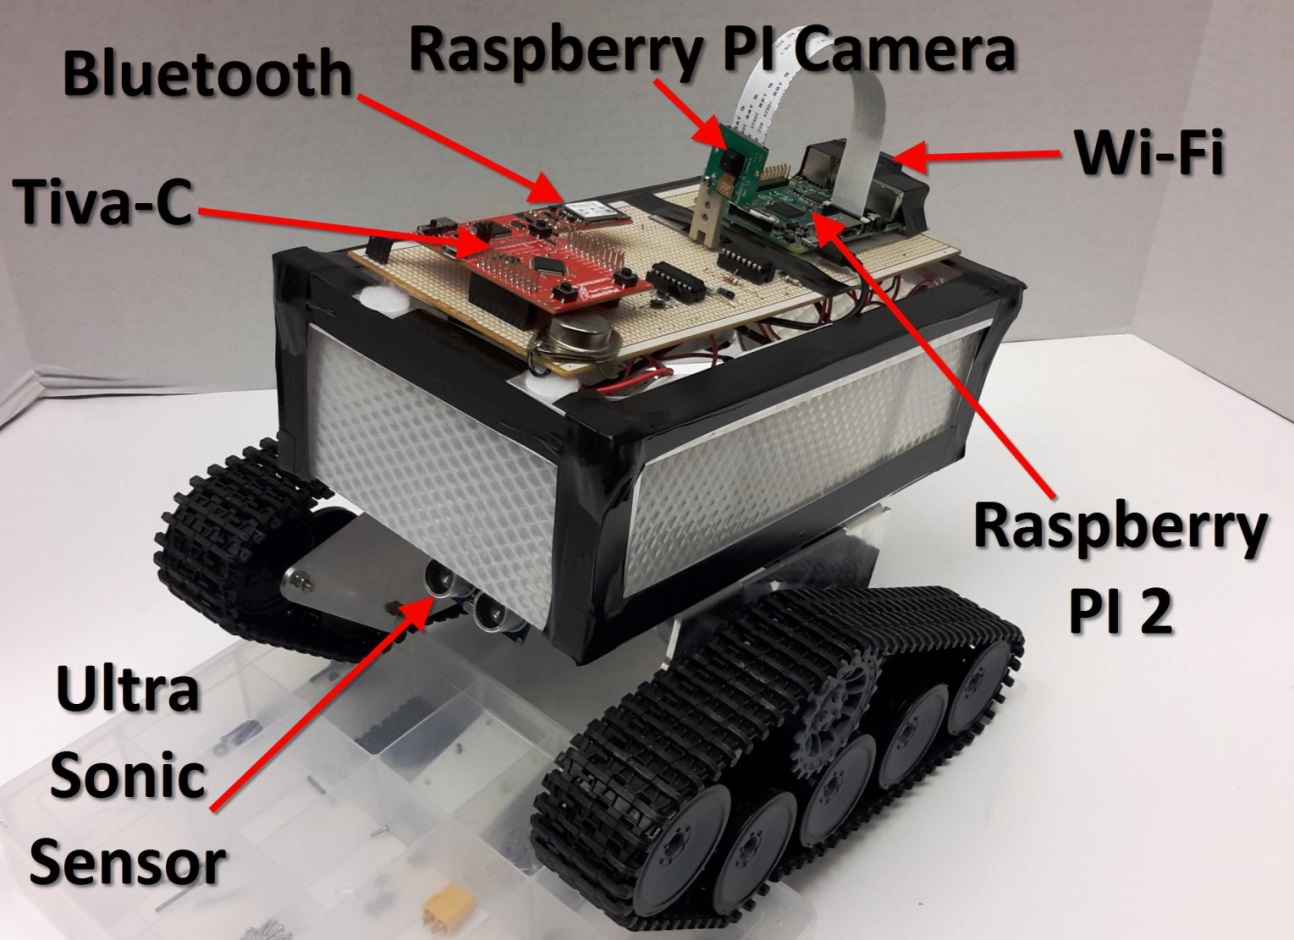 Raspberry PI Camera
Bluetooth
Wi-Fi
Tiva-C
Raspberry
PI 2
Ultra
Sonic
Sensor